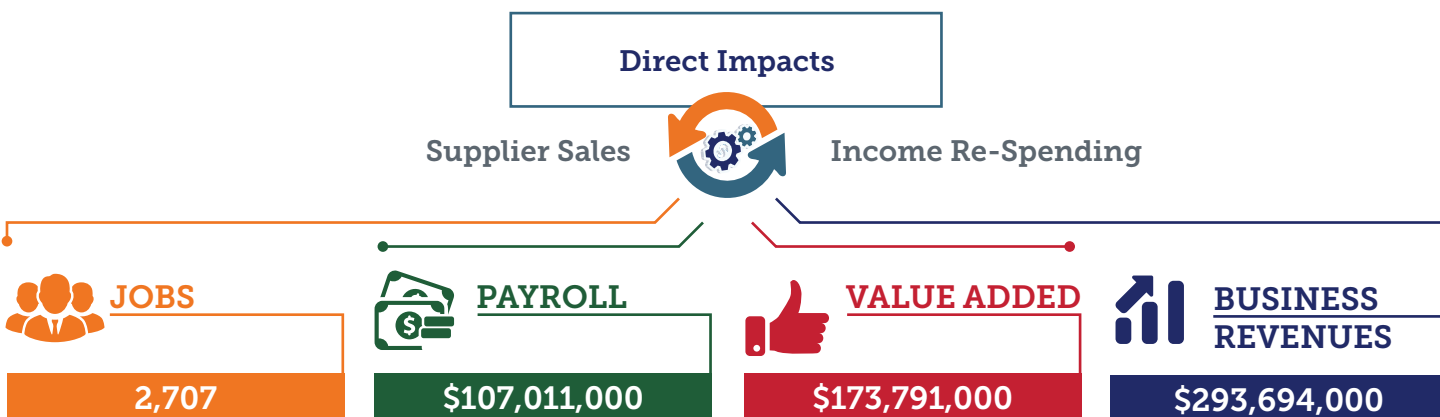 Direct Impacts
Supplier Sales
Income Re-Spending
JOBS
2,707
PAYROLL
$
$107,011,000
VALUE ADDED
$173,791,000
BUSINESS
REVENUES
$293,694,000